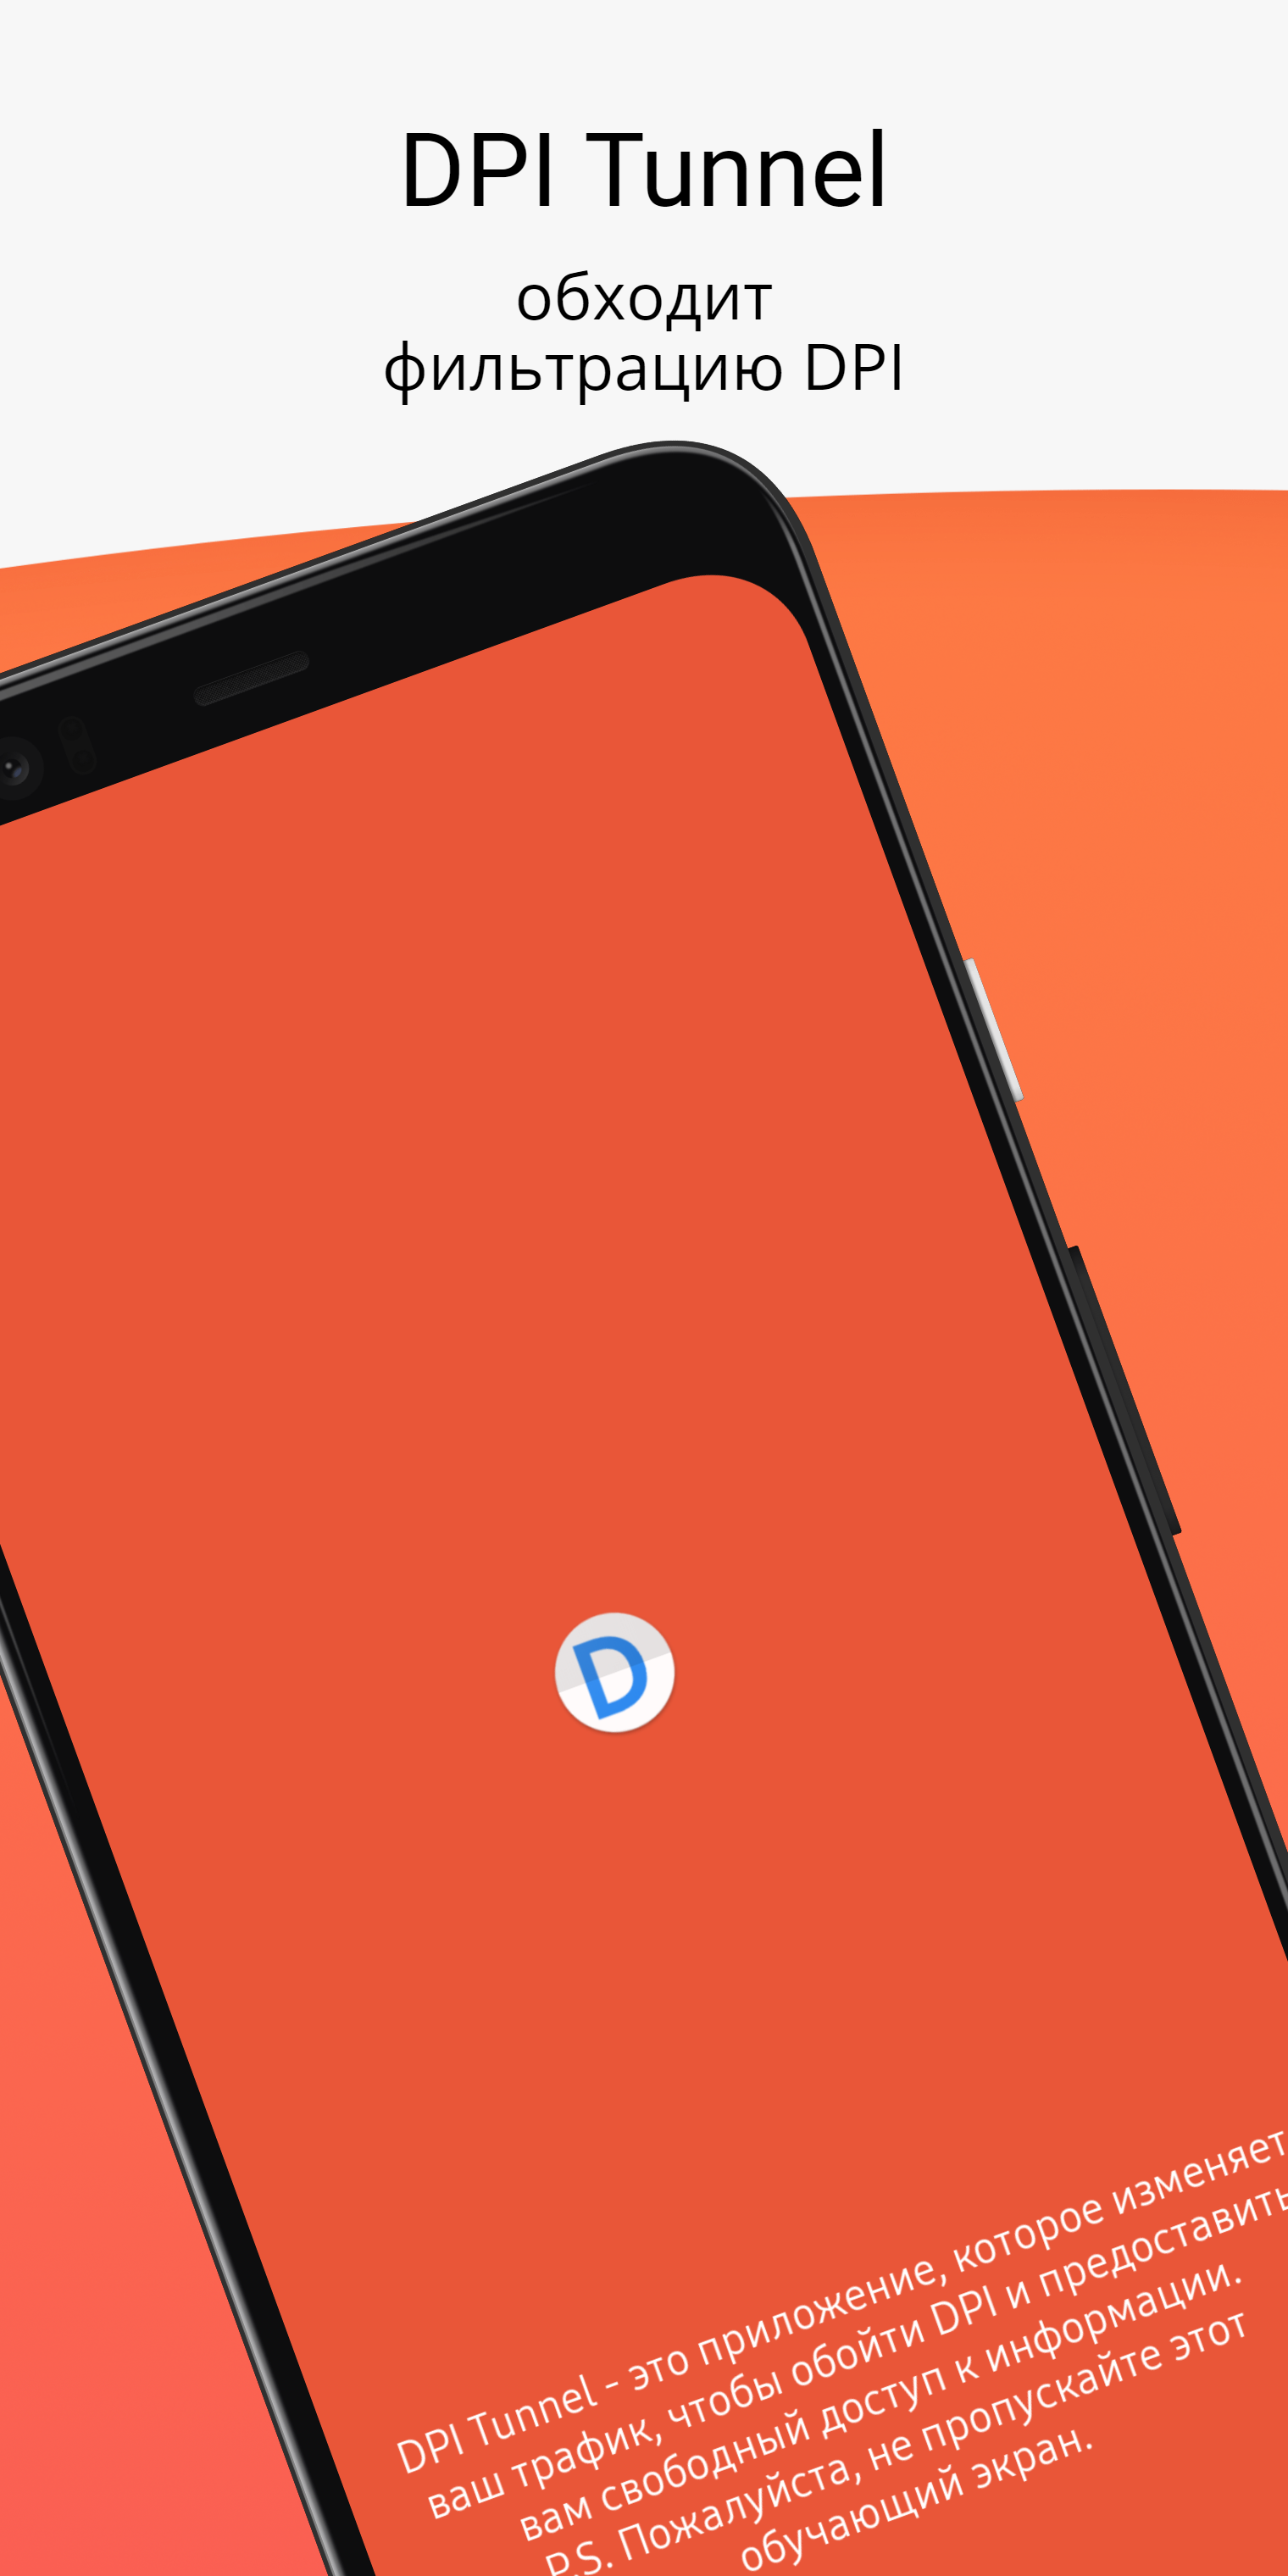 DPI Tunnel
обходит
фильтрацию DPI
D
DPI Tunnel - это приложение, которое изменяет
ваш трафик, чтобы обойти DPI и предоставить
вам свободный доступ к информации.
P.S. Пожалуйста, не пропускайте этот
обучающий экран.